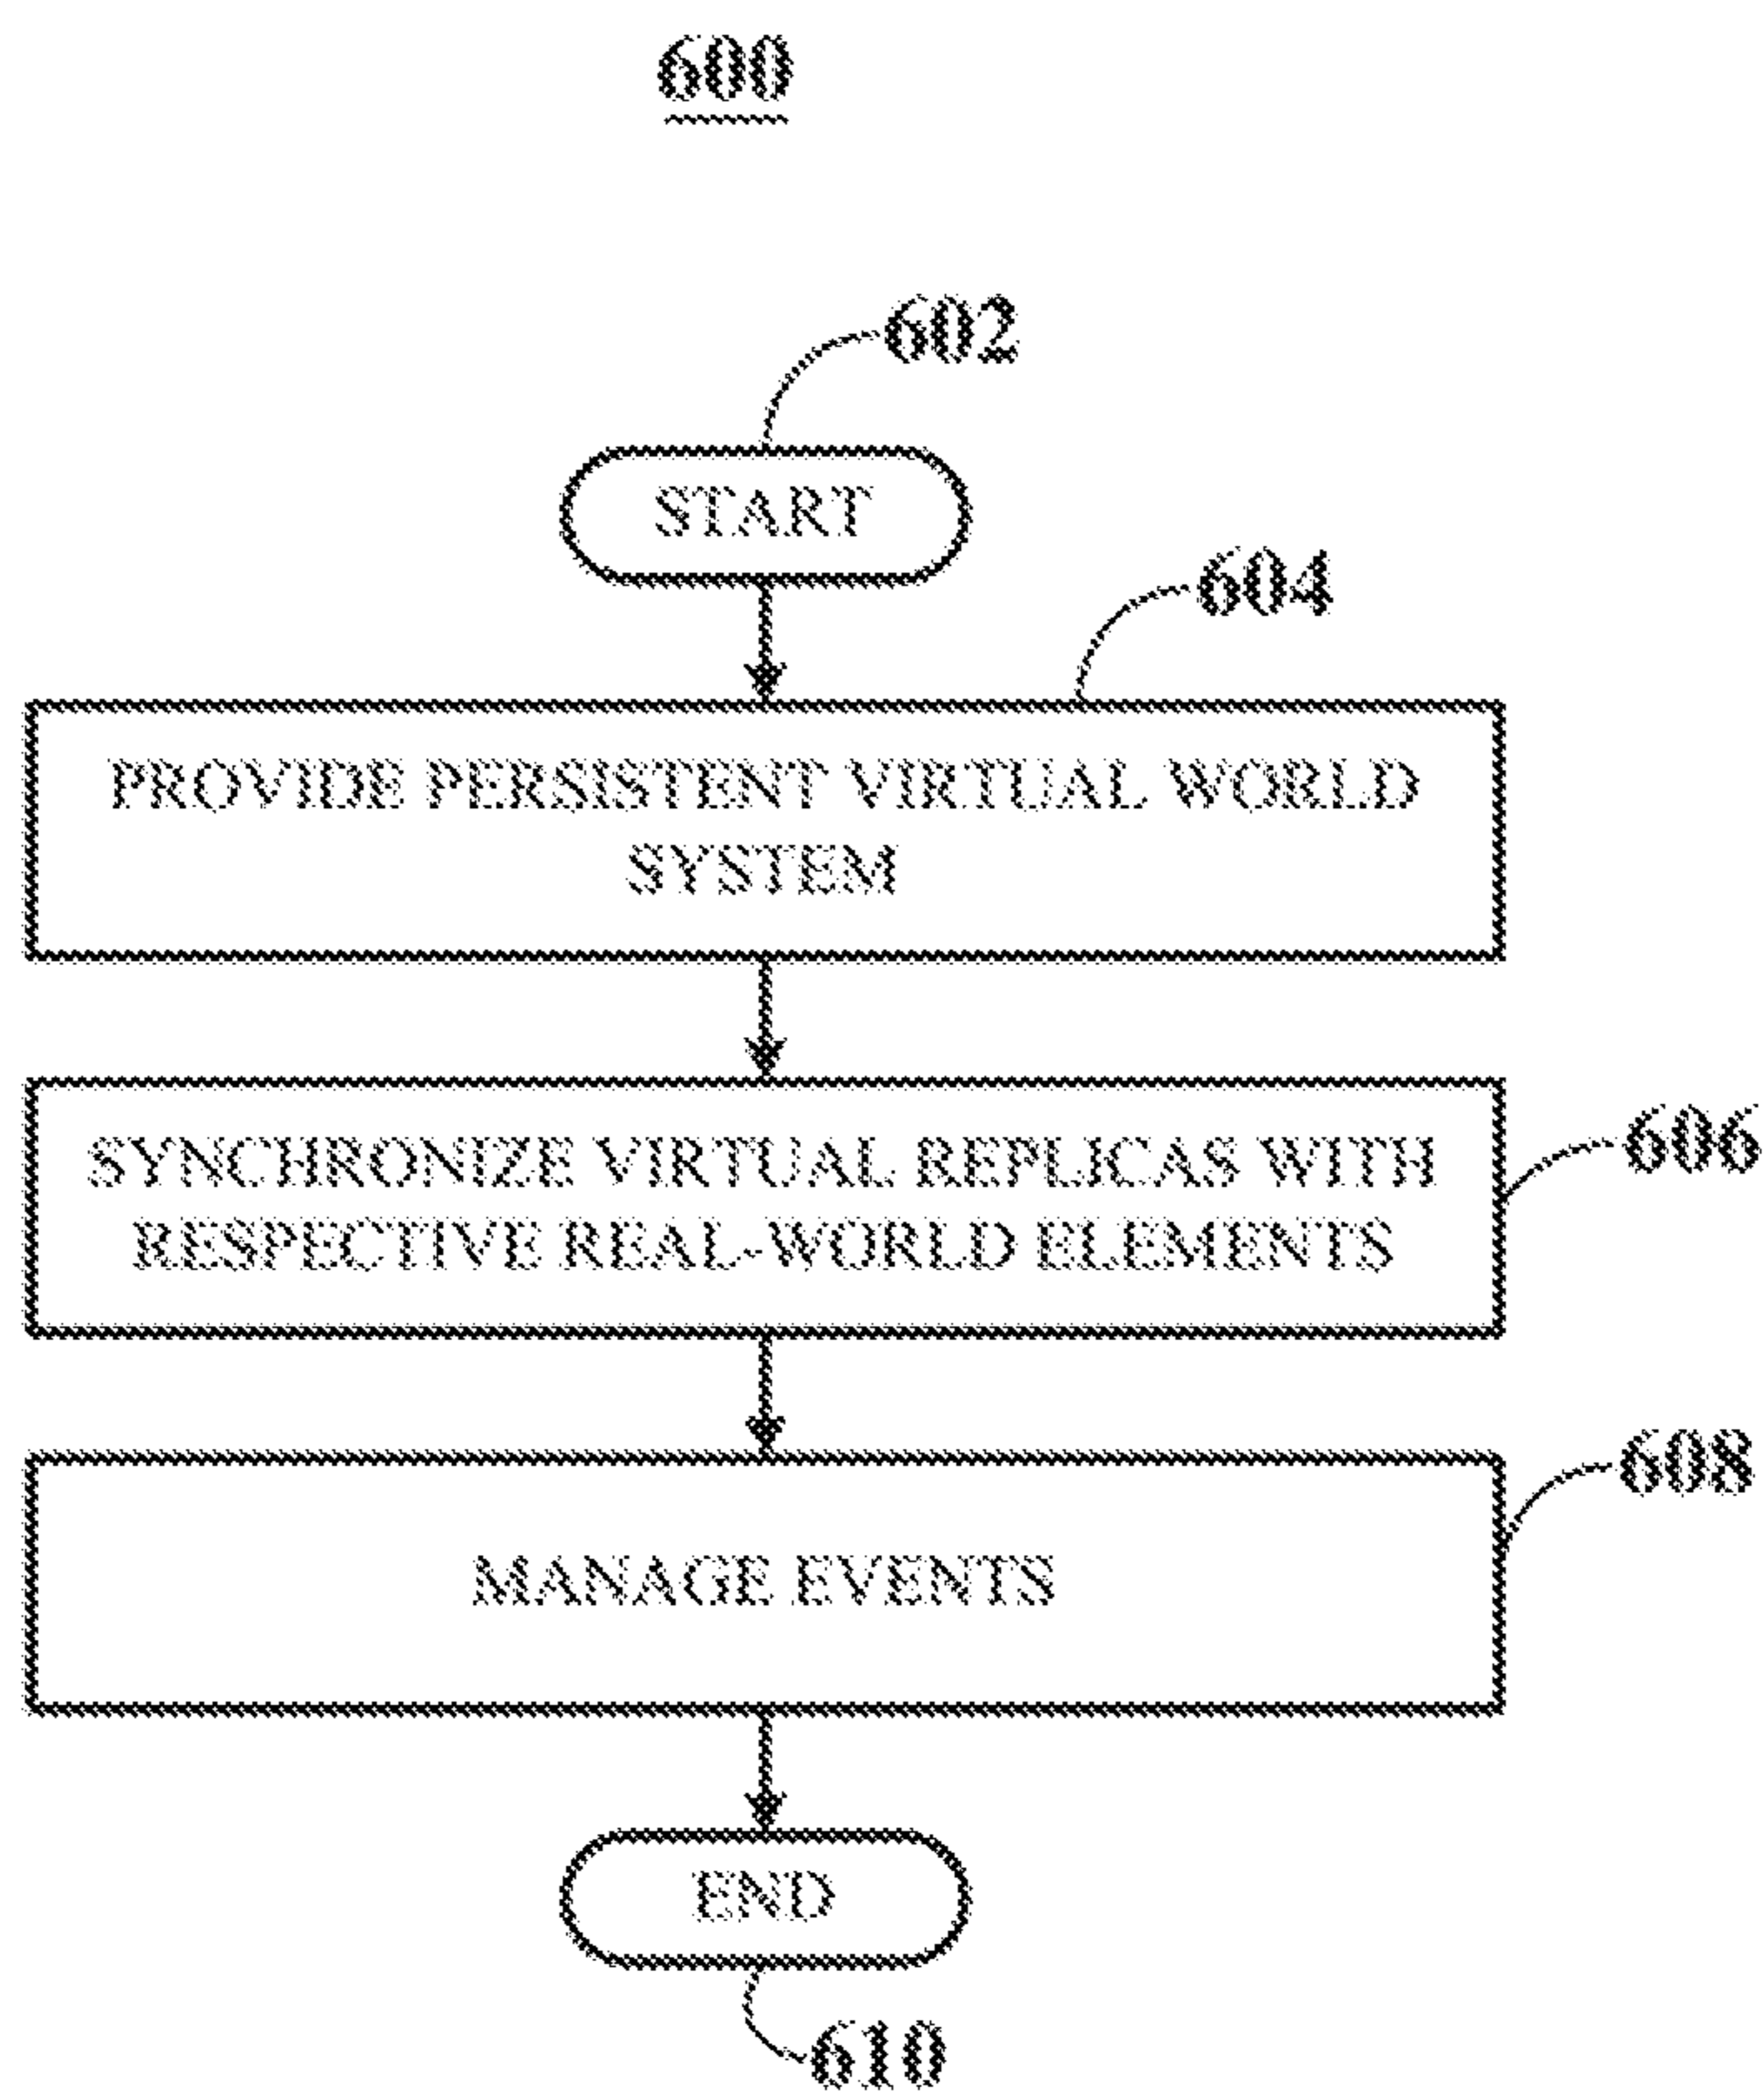 600
602
START
604
PROVIDE PERSISTENT VIRTUAL WORLD
SYSTEM
SYNCHRONIZE VIRTUAL REPLICAS WITH
RESPECTIVE REAL-WORLD ELEMENTS
606
608
MANAGE EVENTS
END
610